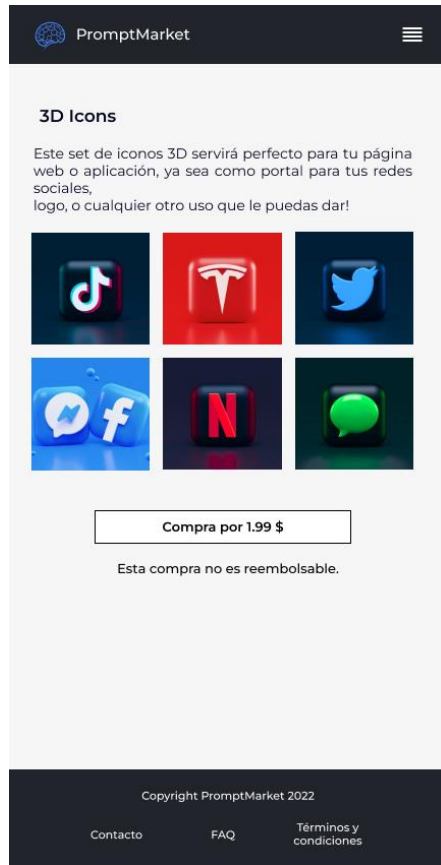 PromptMarket
3D Icons
Este set de iconos 3D servirá perfecto para tu página
web o aplicación, ya sea como portal para tus redes
sociales,
logo, o cualquier otro uso que le puedas dar!
f
N
Compra por 1.99 $
Esta compra no es reembolsable.
Copyright PromptMarket 2022
Contacto
FAQ
Términos y
condiciones